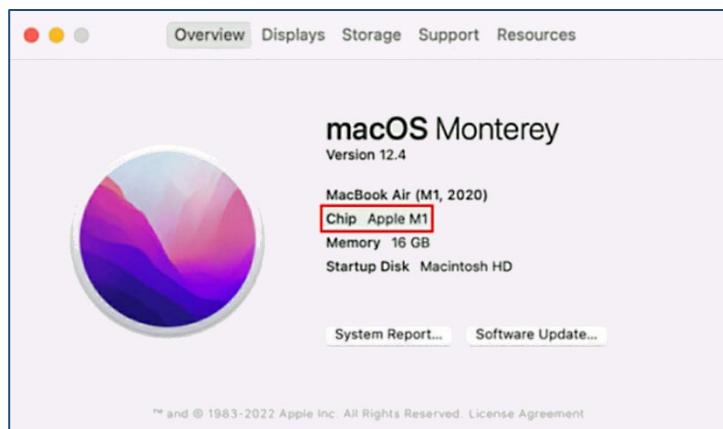 Overview Displays Storage Support Resources
macOS Monterey
Version 12.4
MacBook Air (M1, 2020)
Chip Apple M1
Memory 16 GB
Startup Disk Macintosh HD
System Report... Software Update...
™ and © 1983-2022 Apple Inc. All Rights Reserved. License Agreement